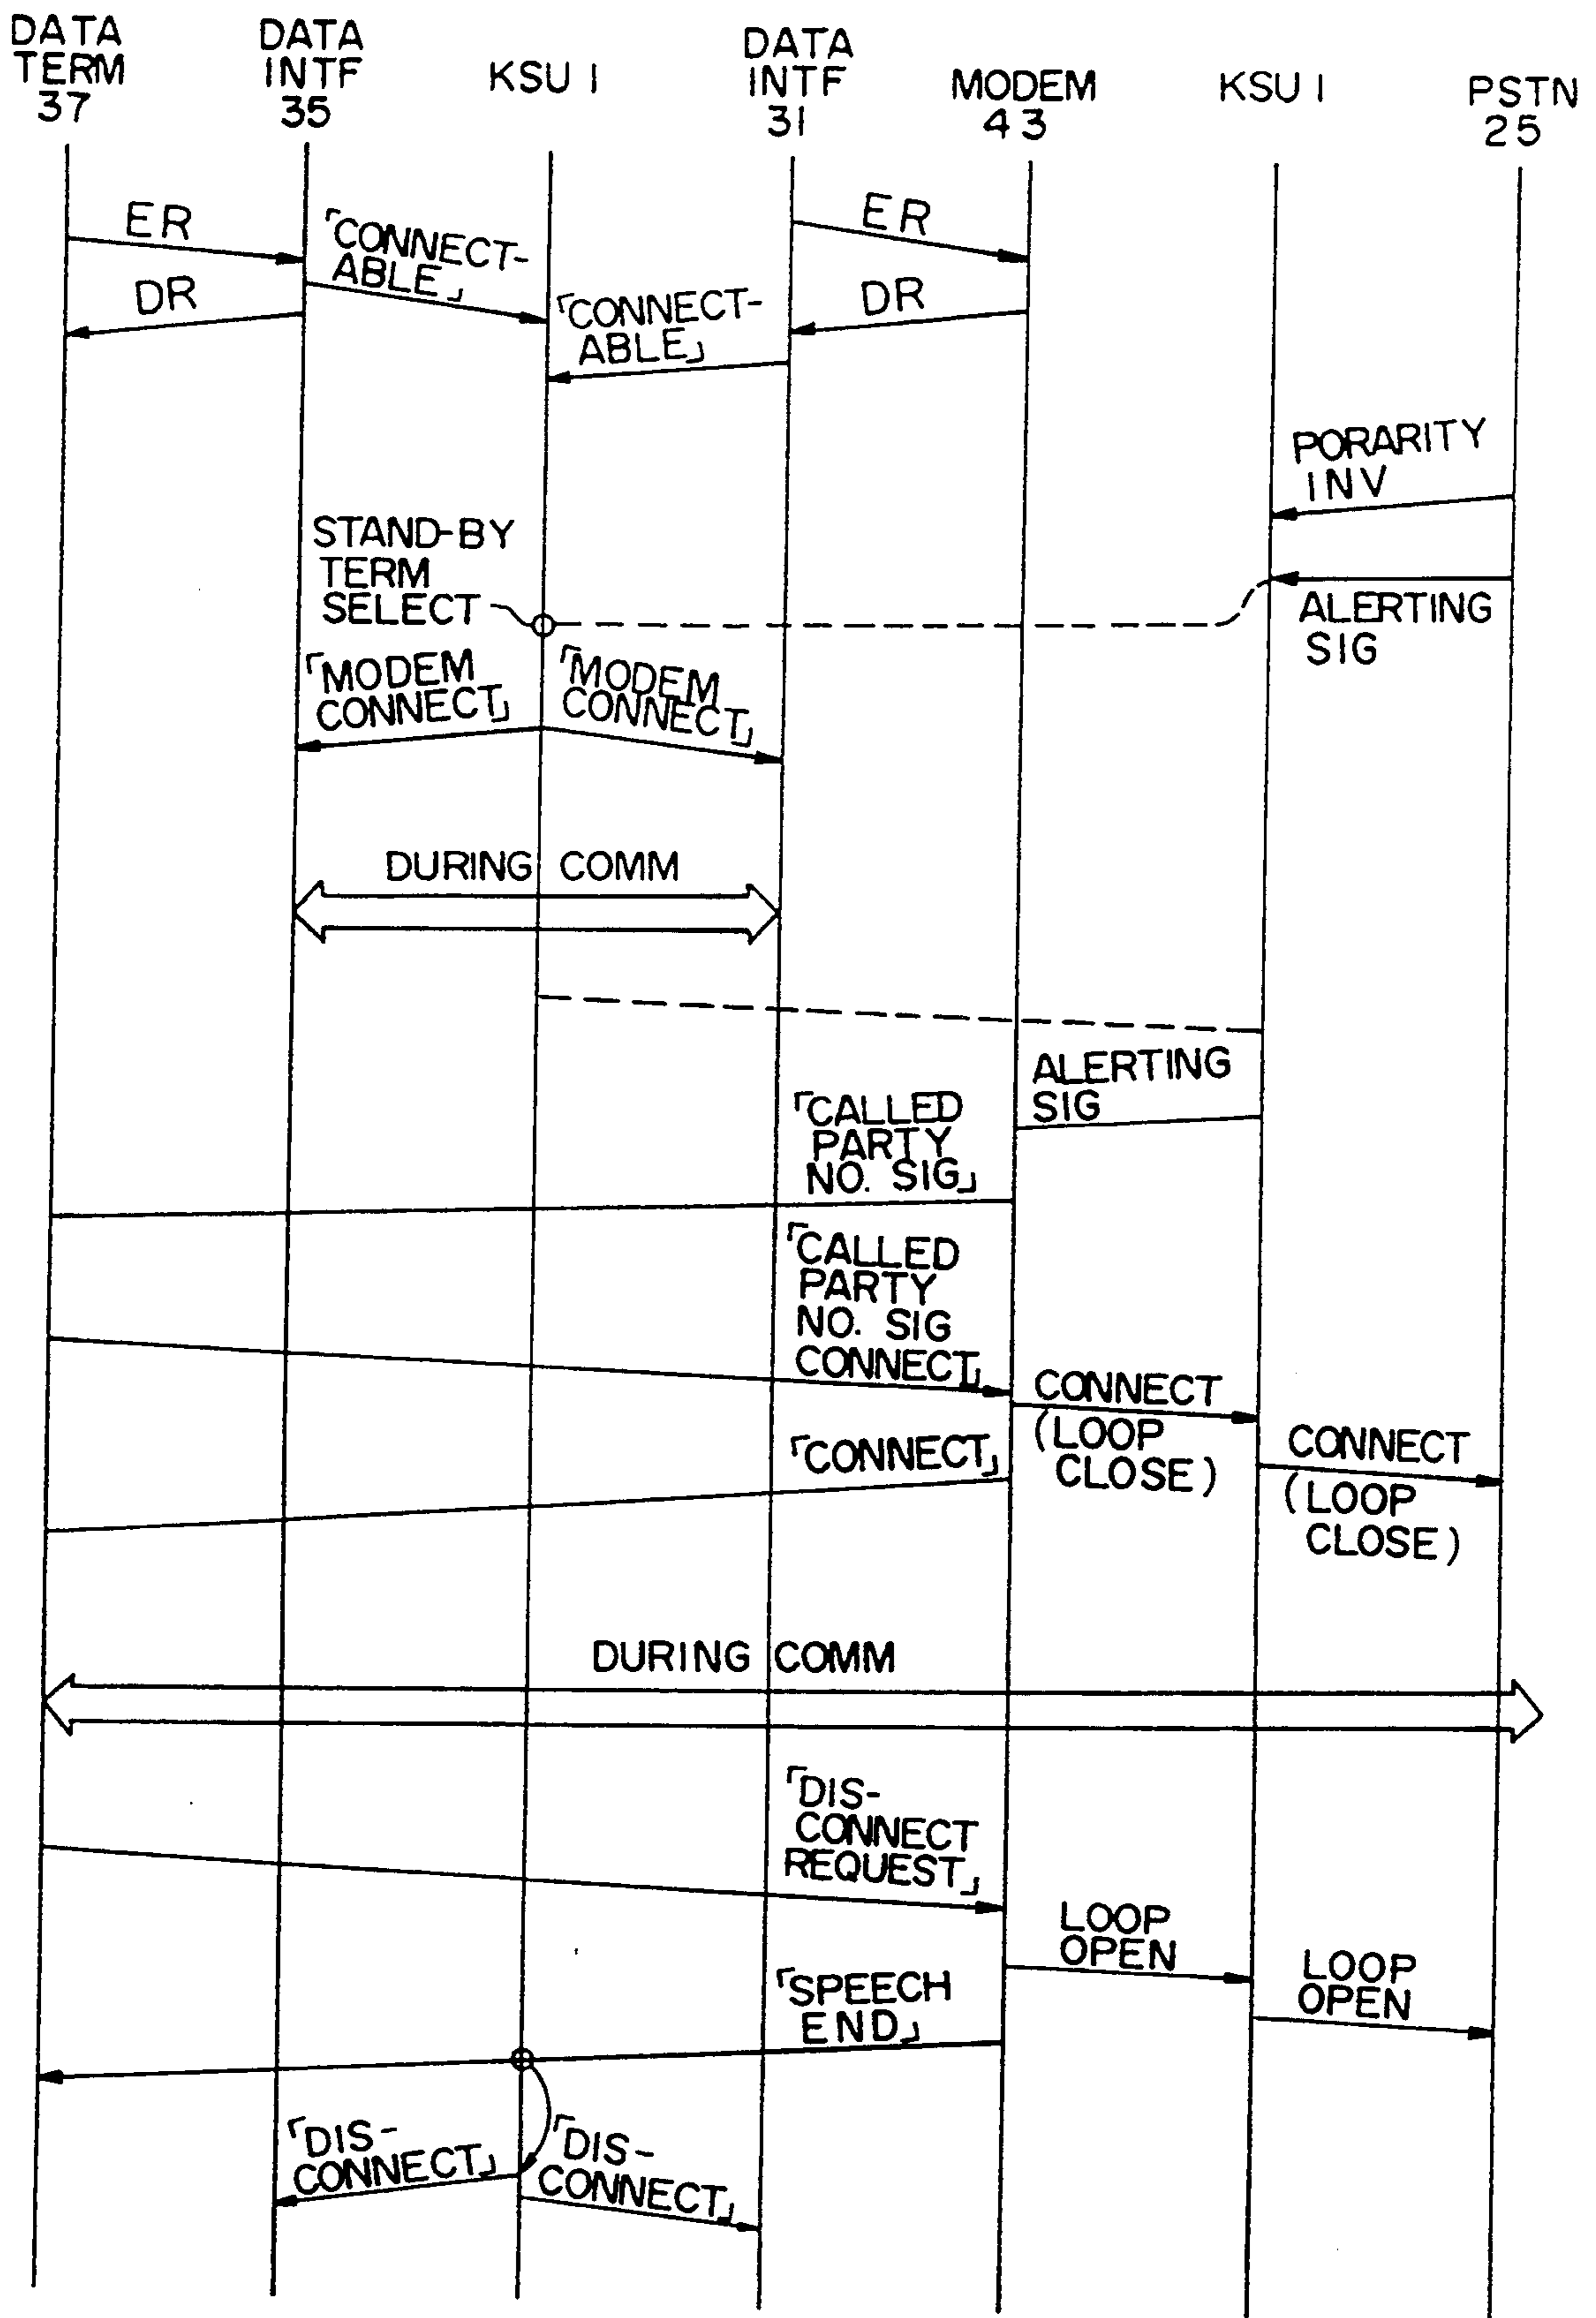 DATA
TERM
37
DATA
INTF
35
KSU 1
DATA
INTF
31
MODEM
43
KSU 1
PSTN
25
ER
「CONNECT-
ABLE」
DR
「CONNECT-
ABLE」
ER
DR
PORARITY
INV
STAND-BY
TERM
SELECT
ALERTING
SIG
「MODEM
CONNECT」
「MODEM
CONNECT」
DURING COMM
ALERTING
SIG
「CALLED
PARTY
NO. SIG」
「CALLED
PARTY
NO. SIG
CONNECT」
CONNECT
(LOOP
CLOSE)
「CONNECT」
CONNECT
(LOOP
CLOSE)
DURING COMM
「DIS-
CONNECT
REQUEST」
LOOP
OPEN
LOOP
OPEN
「SPEECH
END」
「DIS-
CONNECT」
「DIS-
CONNECT」